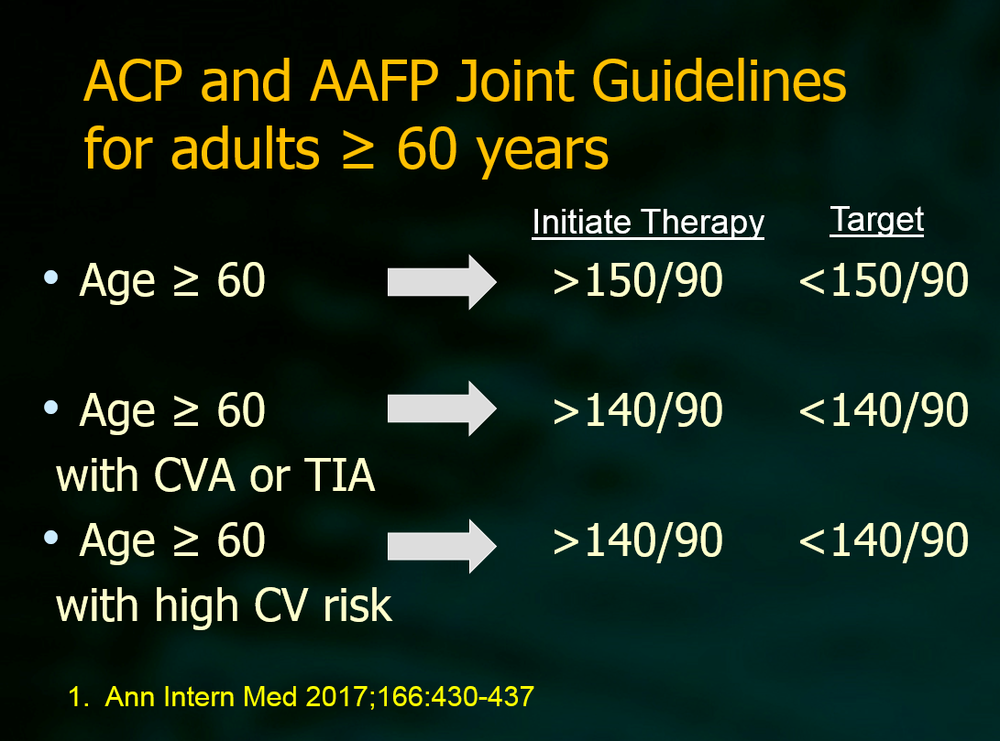 ACP and AAFP Joint Guidelines
for adults ≥ 60 years
Initiate Therapy Target
• Age ≥ 60 >150/90 <150/90
• Age ≥ 60 >140/90 <140/90
with CVA or TIA
• Age ≥ 60 >140/90 <140/90
with high CV risk
1. Ann Intern Med 2017;166:430-437